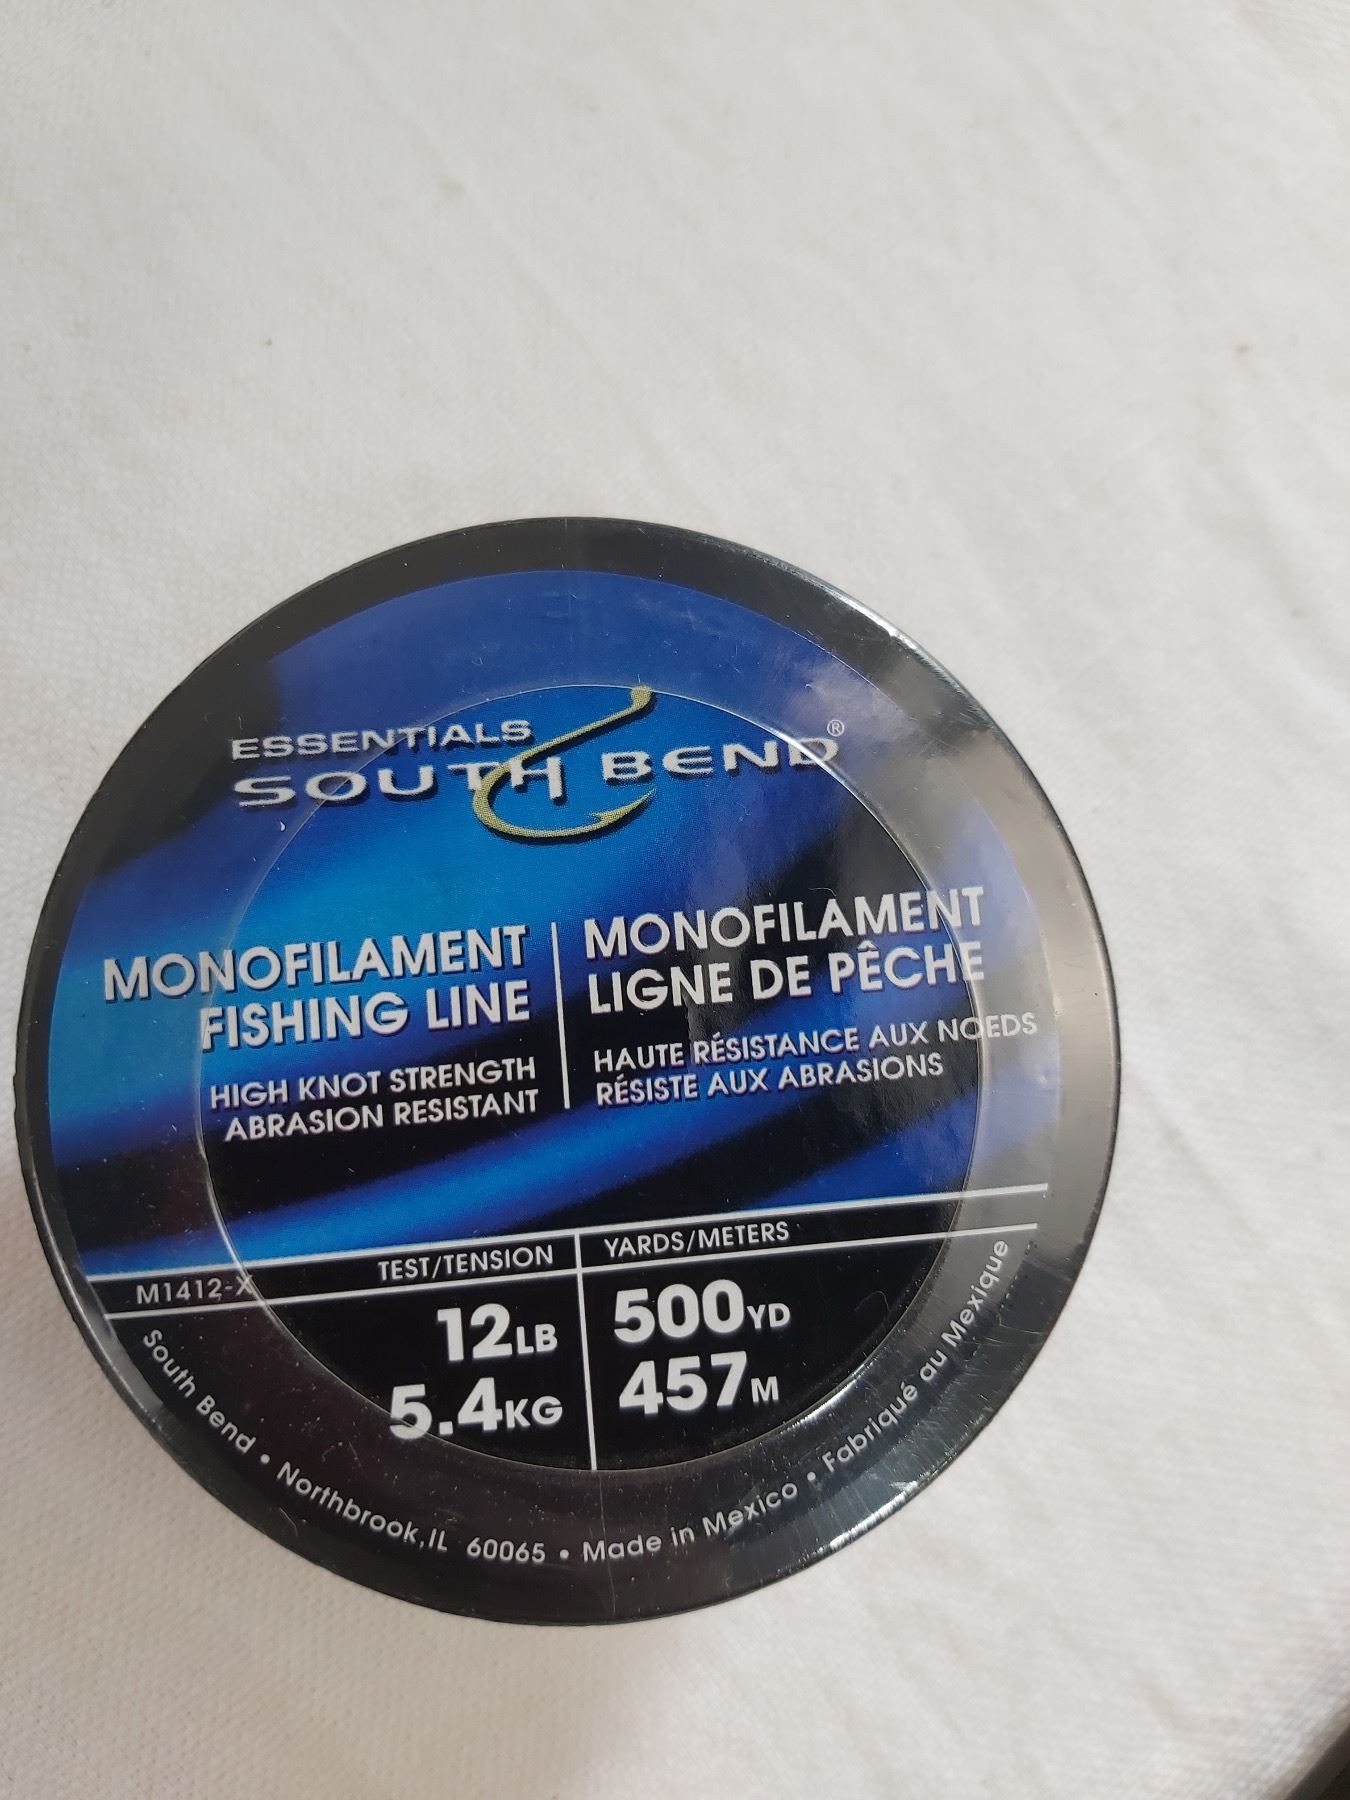 ESSENTIALS
SOUTH BEND®
MONOFILAMENT
FISHING LINE
HIGH KNOT STRENGTH
ABRASION RESISTANT
MONOFILAMENT
LIGNE DE PÊCHE
HAUTE RÉSISTANCE AUX NOEDS
RÉSISTE AUX ABRASIONS
M1412-X
TEST/TENSION
12LB
5.4KG
YARDS/METERS
500YD
457M
South Bend • Northbrook, IL 60065 • Made in Mexico • Fabriqué au Mexique